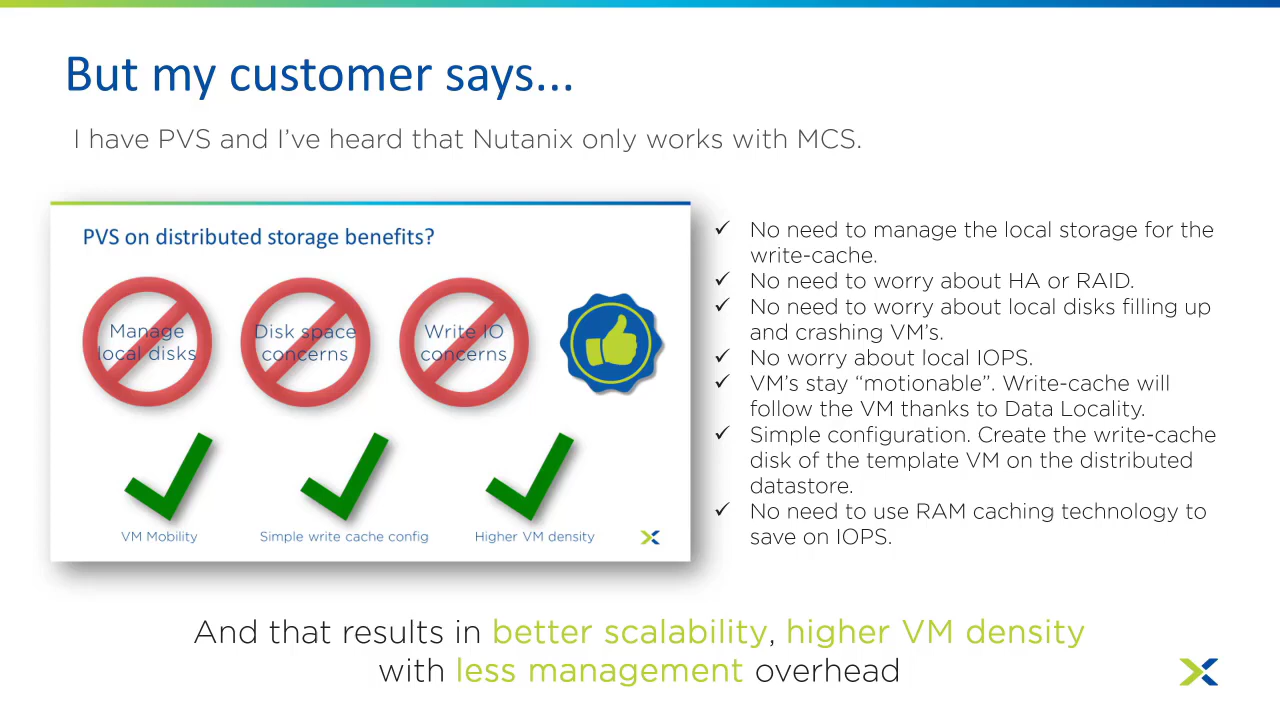 But my customer says...
I have PVS and I’ve heard that Nutanix only works with MCS.
PVS on distributed storage benefits?
Manage
local disks
Disk space
concerns
Write IO
concerns
VM Mobility
Simple write cache config
Higher VM density
✓ No need to manage the local storage for the
write-cache.
✓ No need to worry about HA or RAID.
✓ No need to worry about local disks filling up
and crashing VM’s.
✓ No worry about local IOPS.
✓ VM’s stay “motionable”. Write-cache will
follow the VM thanks to Data Locality.
✓ Simple configuration. Create the write-cache
disk of the template VM on the distributed
datastore.
✓ No need to use RAM caching technology to
save on IOPS.
And that results in better scalability, higher VM density
with less management overhead